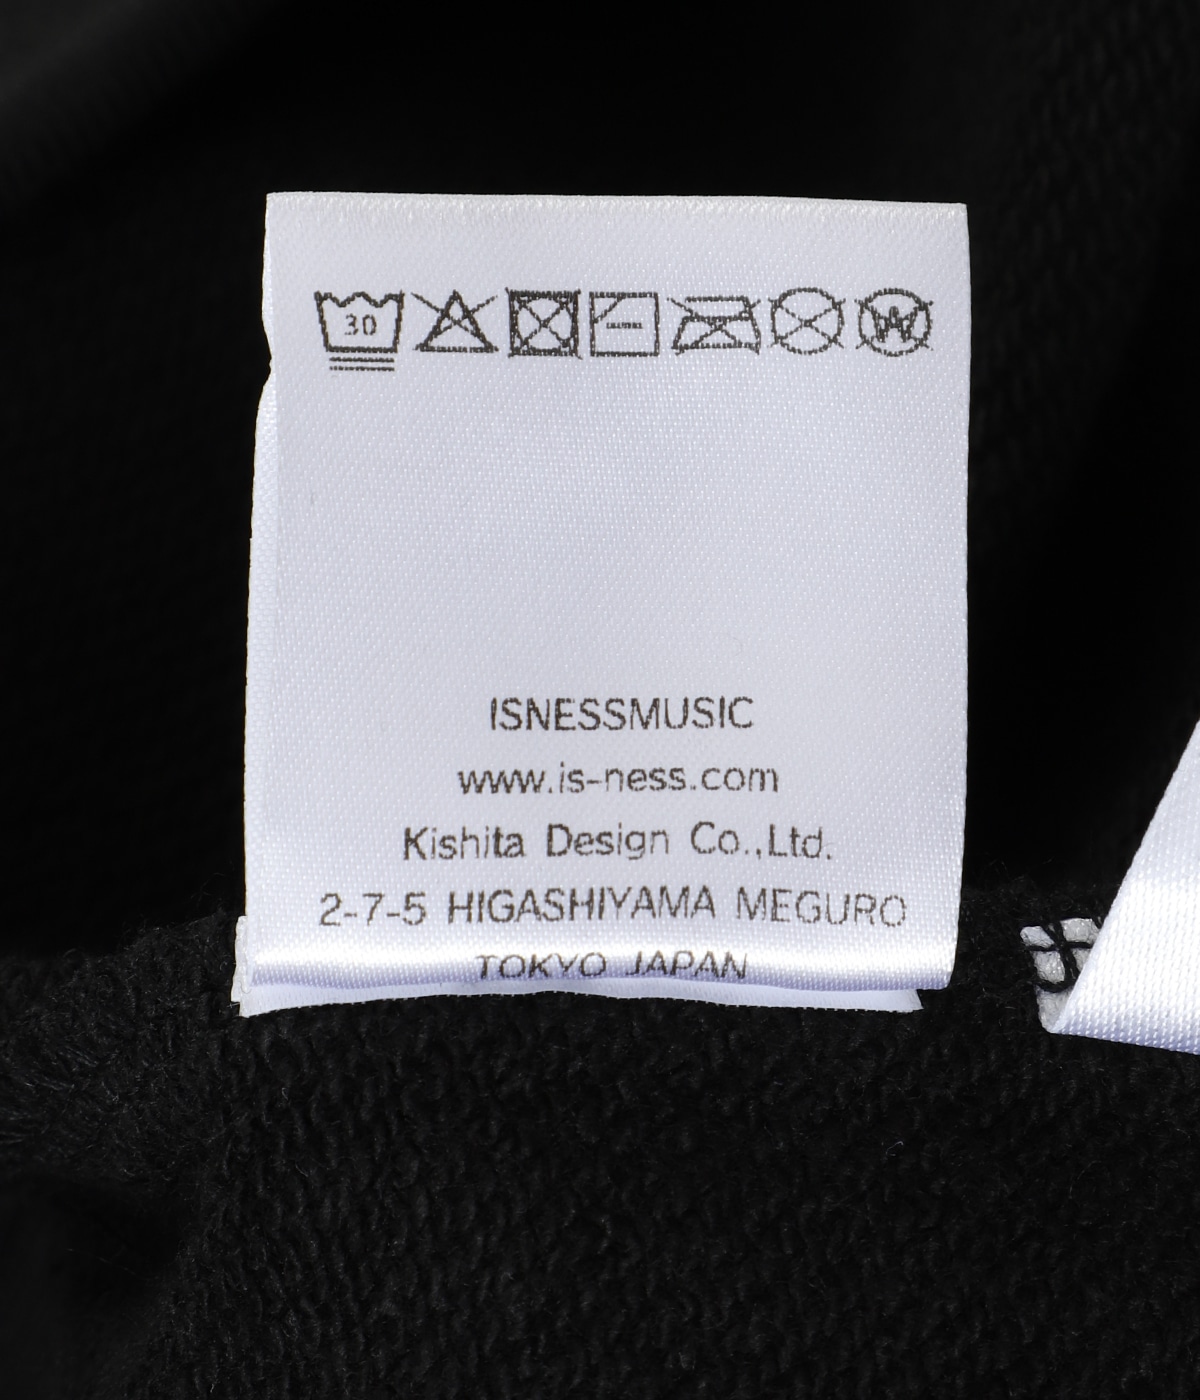 30
W
ISNESSMUSIC
www.is-ness.com
Kishita Design Co.,Ltd.
2-7-5 HIGASHIYAMA MEGURO
TOKYO JAPAN